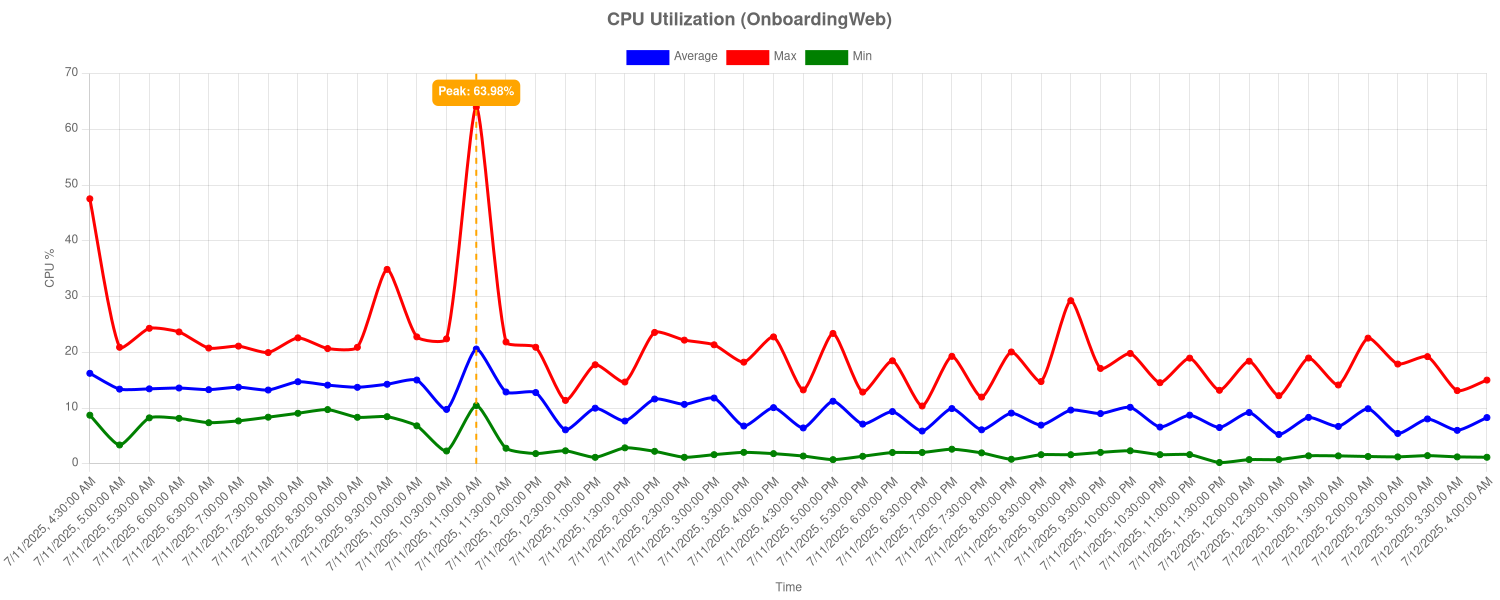 CPU Utilization (OnboardingWeb)
Average Max Min
Peak: 63.98%
70
60
50
40
30
20
10
0
CPU %
7/11/2025, 4:30:00 AM
7/11/2025, 5:00:00 AM
7/11/2025, 5:30:00 AM
7/11/2025, 6:00:00 AM
7/11/2025, 6:30:00 AM
7/11/2025, 7:00:00 AM
7/11/2025, 7:30:00 AM
7/11/2025, 8:00:00 AM
7/11/2025, 8:30:00 AM
7/11/2025, 9:00:00 AM
7/11/2025, 9:30:00 AM
7/11/2025, 10:00:00 AM
7/11/2025, 10:30:00 AM
7/11/2025, 11:00:00 AM
7/11/2025, 11:30:00 AM
7/11/2025, 12:00:00 PM
7/11/2025, 12:30:00 PM
7/11/2025, 1:00:00 PM
7/11/2025, 1:30:00 PM
7/11/2025, 2:00:00 PM
7/11/2025, 2:30:00 PM
7/11/2025, 3:00:00 PM
7/11/2025, 3:30:00 PM
7/11/2025, 4:00:00 PM
7/11/2025, 4:30:00 PM
7/11/2025, 5:00:00 PM
7/11/2025, 5:30:00 PM
7/11/2025, 6:00:00 PM
7/11/2025, 6:30:00 PM
7/11/2025, 7:00:00 PM
7/11/2025, 7:30:00 PM
7/11/2025, 8:00:00 PM
7/11/2025, 8:30:00 PM
7/11/2025, 9:00:00 PM
7/11/2025, 9:30:00 PM
7/11/2025, 10:00:00 PM
7/11/2025, 10:30:00 PM
7/11/2025, 11:00:00 PM
7/11/2025, 11:30:00 PM
7/12/2025, 12:00:00 AM
7/12/2025, 12:30:00 AM
7/12/2025, 1:00:00 AM
7/12/2025, 1:30:00 AM
7/12/2025, 2:00:00 AM
7/12/2025, 2:30:00 AM
7/12/2025, 3:00:00 AM
7/12/2025, 3:30:00 AM
7/12/2025, 4:00:00 AM
Time